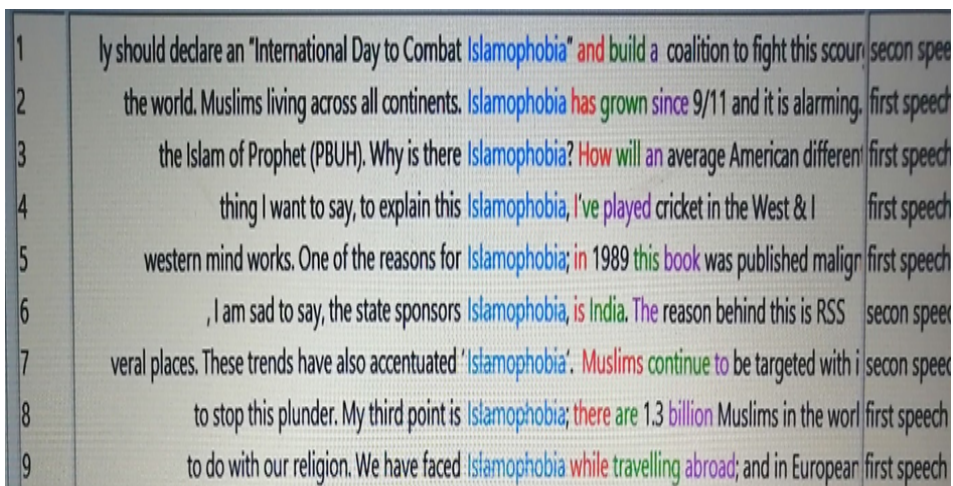 1 ly should declare an "International Day to Combat Islamophobia" and build a coalition to fight this scour secon spee
2 the world. Muslims living across all continents. Islamophobia has grown since 9/11 and it is alarming. first speech
3 the Islam of Prophet (PBUH). Why is there Islamophobia? How will an average American different first speech
4 thing I want to say, to explain this Islamophobia, I've played cricket in the West & I first speech
5 western mind works. One of the reasons for Islamophobia; in 1989 this book was published malign first speech
6 , I am sad to say, the state sponsors Islamophobia, is India. The reason behind this is RSS secon speec
7 veral places. These trends have also accentuated 'Islamophobia'. Muslims continue to be targeted with i secon speec
8 to stop this plunder. My third point is Islamophobia; there are 1.3 billion Muslims in the worl first speech
9 to do with our religion. We have faced Islamophobia while travelling abroad; and in European first speech